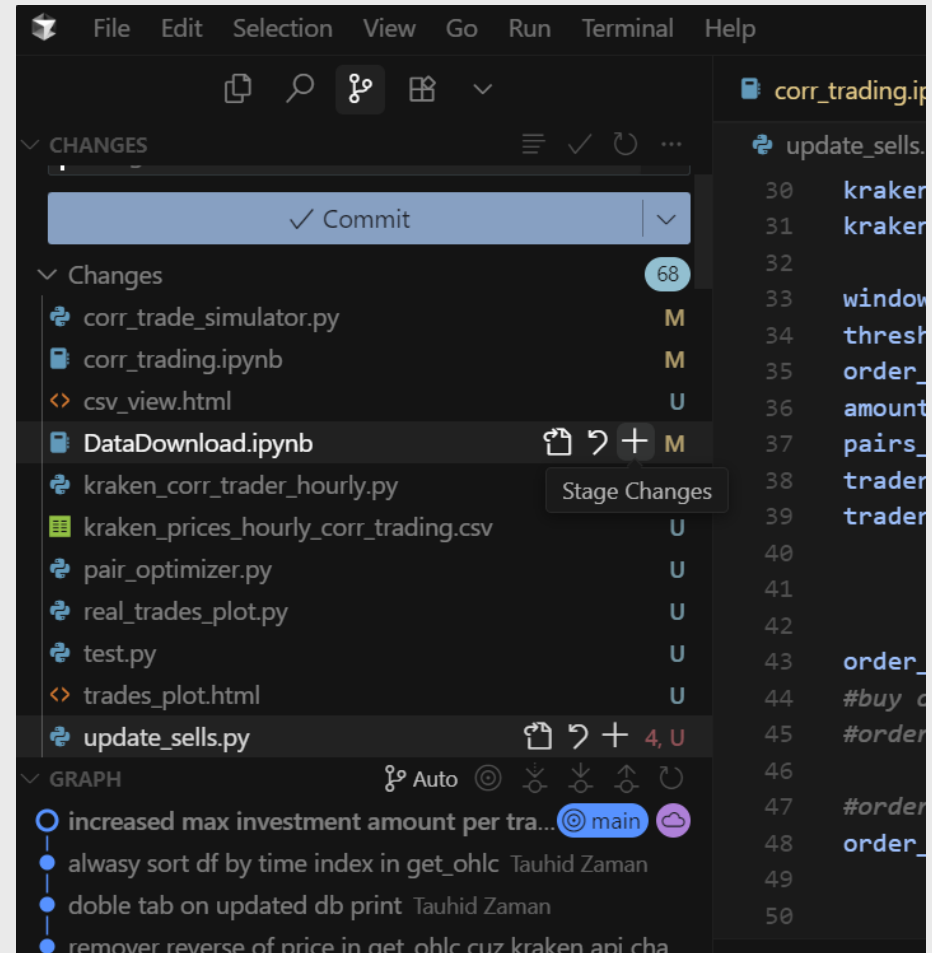 File Edit Selection View Go Run Terminal Help
corr_trading.ip
CHANGES
update_sells.
Commit
Changes 68
corr_trade_simulator.py M
corr_trading.ipynb M
csv_view.html U
DataDownload.ipynb M
kraken_corr_trader_hourly.py
Stage Changes
kraken_prices_hourly_corr_trading.csv U
pair_optimizer.py U
real_trades_plot.py U
test.py U
trades_plot.html U
update_sells.py 4, U
GRAPH Auto
increased max investment amount per tra... main
alwasy sort df by time index in get_ohlc Tauhid Zaman
doble tab on updated db print Tauhid Zaman
remover reverse of price in get_ohlc cuz kraken api cha
30 kraken
31 kraken
32
33 window
34 thresh
35 order_
36 amount
37 pairs_
38 trader
39 trader
40
41
42
43 order_
44 #buy
45 #order
46
47 #order
48 order_
49
50